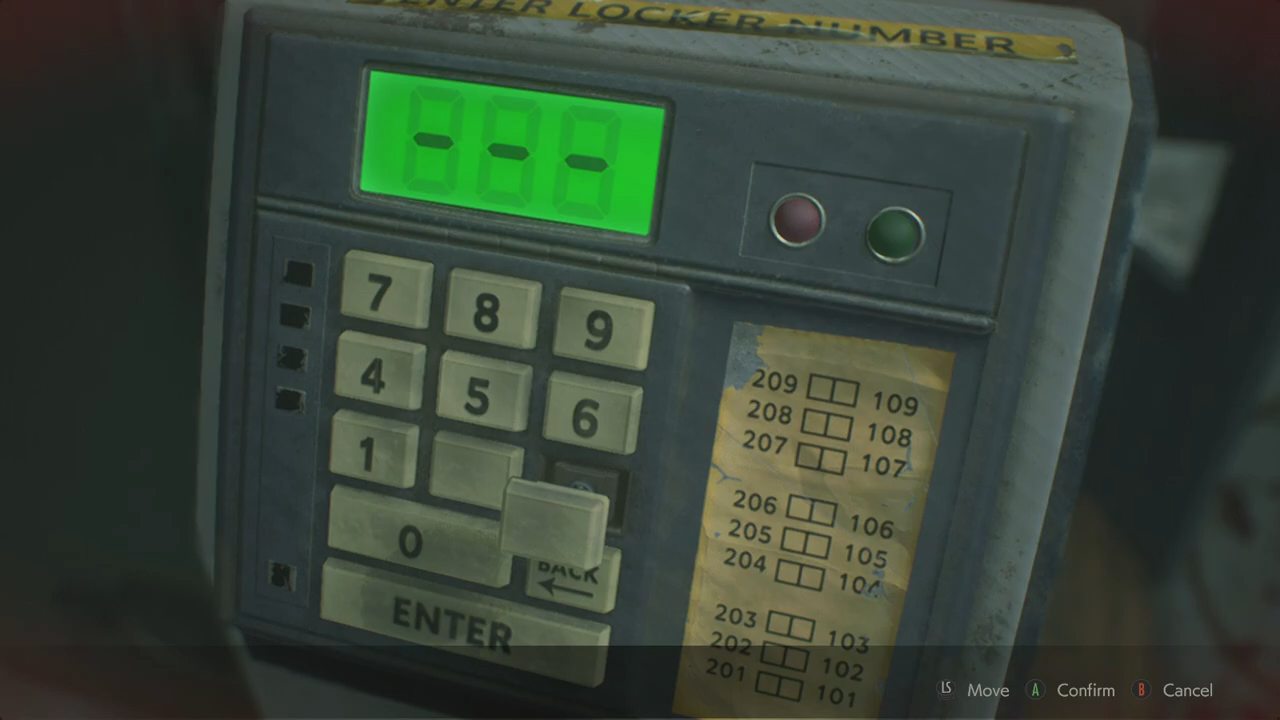 ENTER LOCKER NUMBER
- - -
7 8 9
4 5 6
1
0
BACK
ENTER
209 109
208 108
207 107
206 106
205 105
204 104
203 103
202 102
201 101
LS Move A Confirm B Cancel